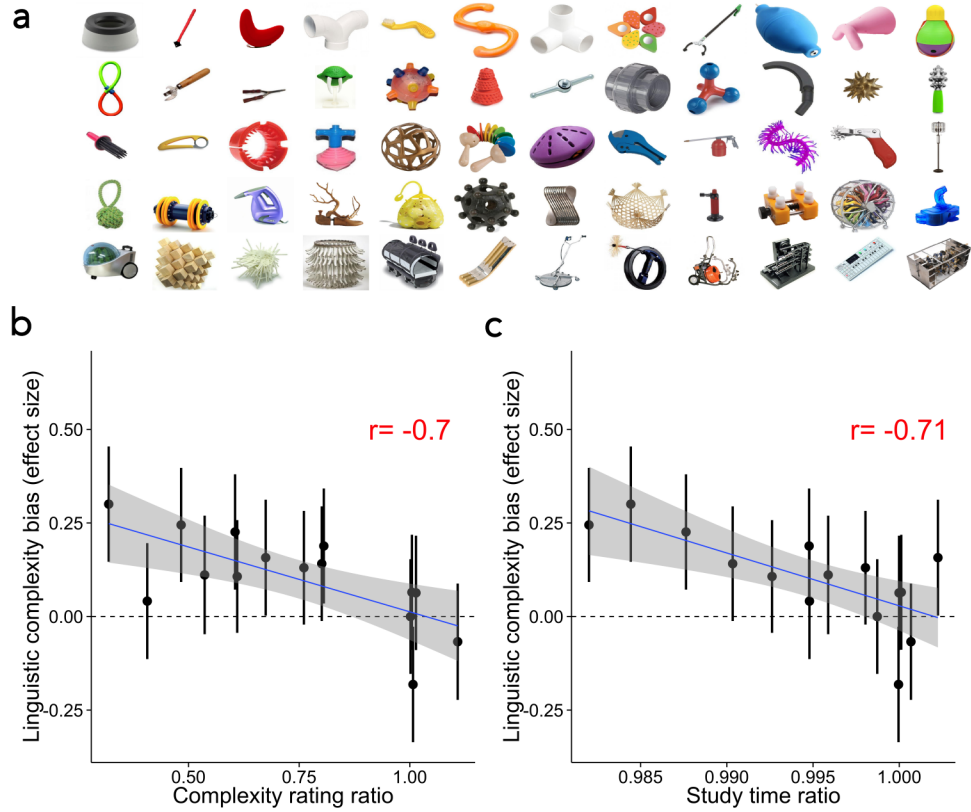 a
b
c
Linguistic complexity bias (effect size)
0.50
0.25
0.00
-0.25
r= -0.7
0.50
0.75
1.00
Complexity rating ratio
Linguistic complexity bias (effect size)
0.50
0.25
0.00
-0.25
r= -0.71
0.985
0.990
0.995
1.000
Study time ratio